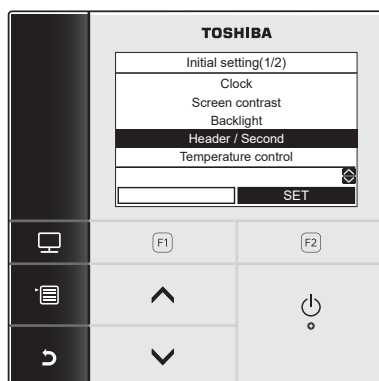 TOSHIBA
Initial setting(1/2)
Clock
Screen contrast
Backlight
Header / Second
Temperature control
SET
F1
F2